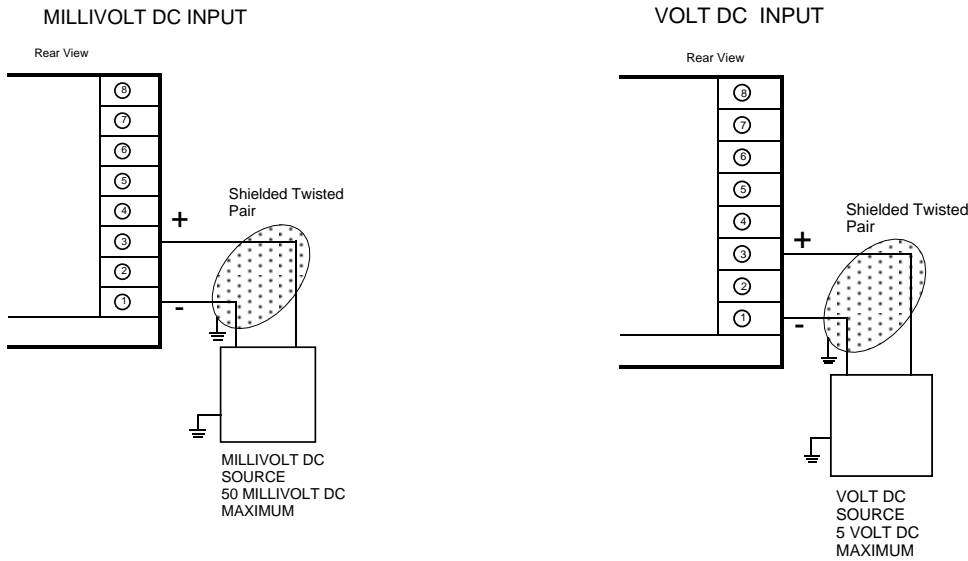 MILLIVOLT DC INPUT
Rear View
8
7
6
5
4
3
2
1
+
-
Shielded Twisted
Pair
MILLIVOLT DC
SOURCE
50 MILLIVOLT DC
MAXIMUM
VOLT DC INPUT
Rear View
8
7
6
5
4
3
2
1
+
-
Shielded Twisted
Pair
VOLT DC
SOURCE
5 VOLT DC
MAXIMUM